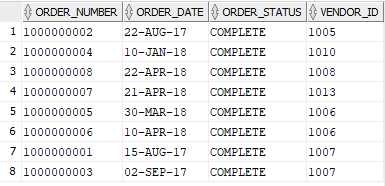 ORDER_NUMBER ORDER_DATE ORDER_STATUS VENDOR_ID
1 1000000002 22-AUG-17 COMPLETE 1005
2 1000000004 10-JAN-18 COMPLETE 1010
3 1000000008 22-APR-18 COMPLETE 1008
4 1000000007 21-APR-18 COMPLETE 1013
5 1000000005 30-MAR-18 COMPLETE 1006
6 1000000006 10-APR-18 COMPLETE 1006
7 1000000001 15-AUG-17 COMPLETE 1007
8 1000000003 02-SEP-17 COMPLETE 1007